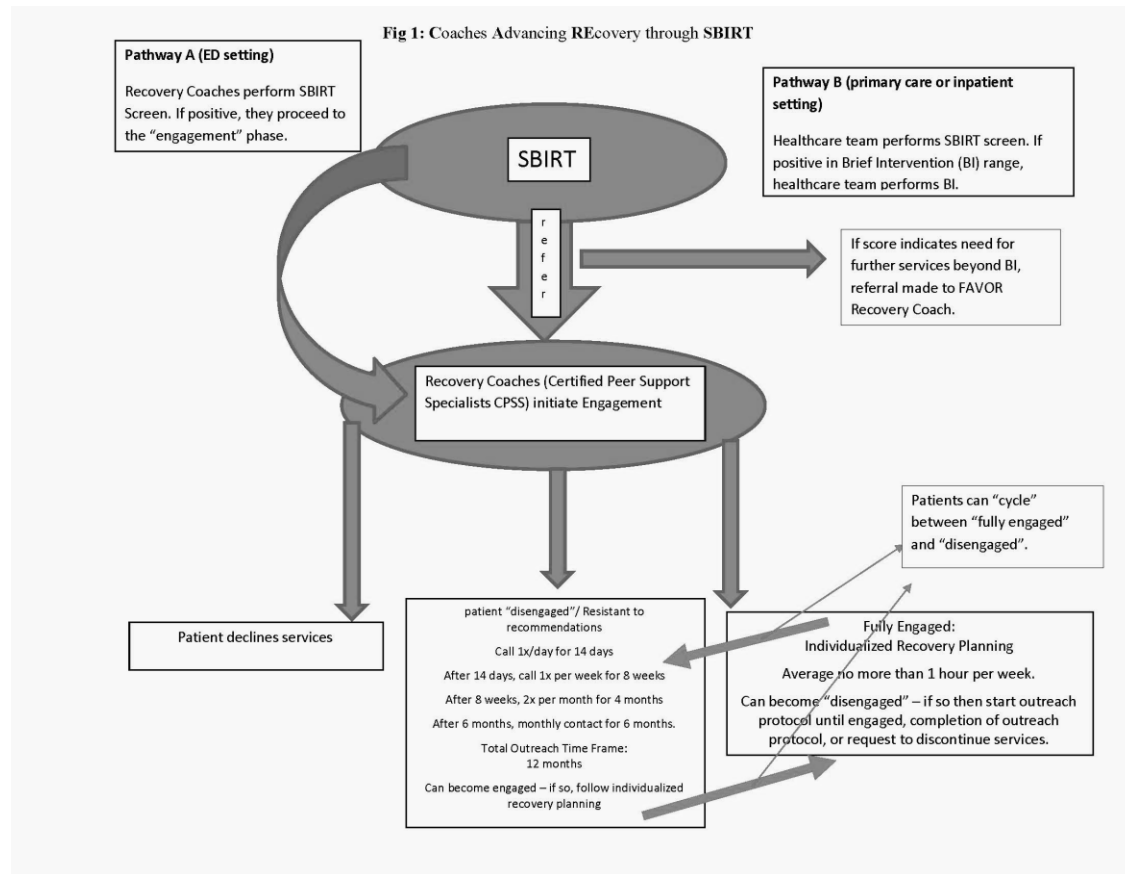 Fig 1: Coaches Advancing REcovery through SBIRT
Pathway A (ED setting)
Recovery Coaches perform SBIRT
Screen. If positive, they proceed to
the “engagement” phase.
Pathway B (primary care or inpatient
setting)
Healthcare team performs SBIRT screen. If
positive in Brief Intervention (BI) range,
healthcare team performs BI.
SBIRT
refer
If score indicates need for
further services beyond BI,
referral made to FAVOR
Recovery Coach.
Recovery Coaches (Certified Peer Support
Specialists CPSS) initiate Engagement
Patients can “cycle”
between “fully engaged”
and “disengaged”.
Patient declines services
patient “disengaged”/ Resistant to
recommendations
Call 1x/day for 14 days
After 14 days, call 1x per week for 8 weeks
After 8 weeks, 2x per month for 4 months
After 6 months, monthly contact for 6 months.
Total Outreach Time Frame:
12 months
Can become engaged – if so, follow individualized
recovery planning
Fully Engaged:
Individualized Recovery Planning
Average no more than 1 hour per week.
Can become “disengaged” – if so then start outreach
protocol until engaged, completion of outreach
protocol, or request to discontinue services.